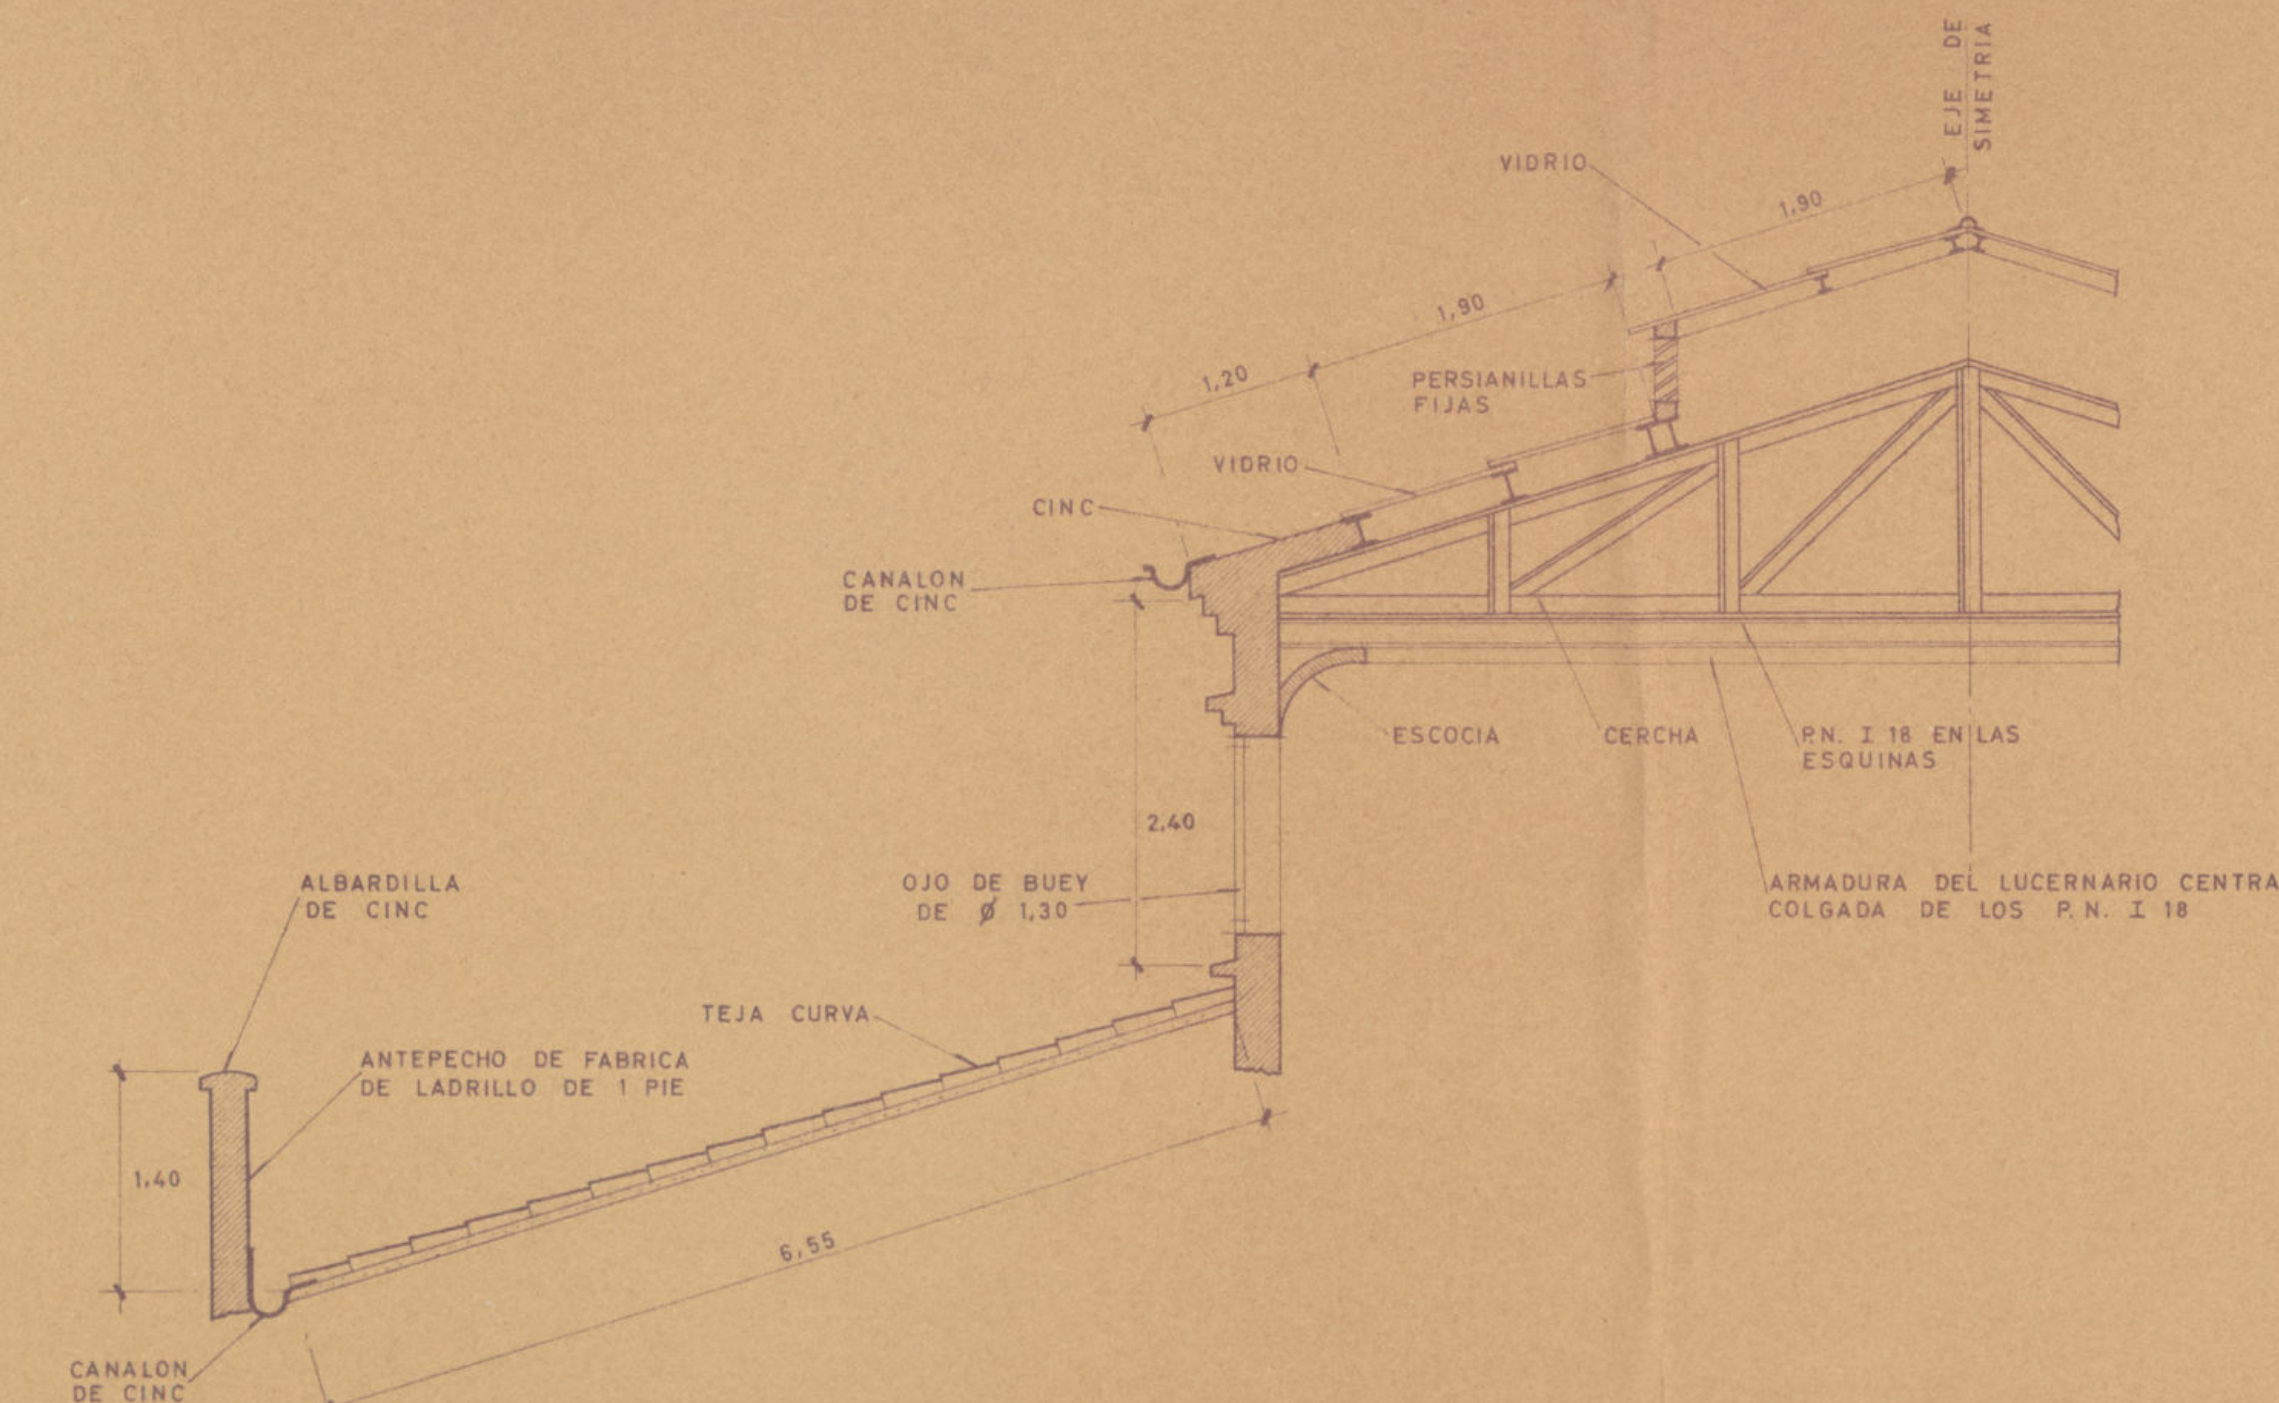 EJE DE
SIMETRIA
VIDRIO
1,90
1,90
1,20
PERSIANILLAS
FIJAS
VIDRIO
CINC
CANALON
DE CINC
ESCOCIA
CERCHA
P.N. I 18 EN LAS
ESQUINAS
2,40
OJO DE BUEY
DE Ø 1,30
ARMADURA DEL LUCERNARIO CENTRA
COLGADA DE LOS P.N. I 18
ALBARDILLA
DE CINC
TEJA CURVA
ANTEPECHO DE FABRICA
DE LADRILLO DE 1 PIE
1,40
6,55
CANALON
DE CINC